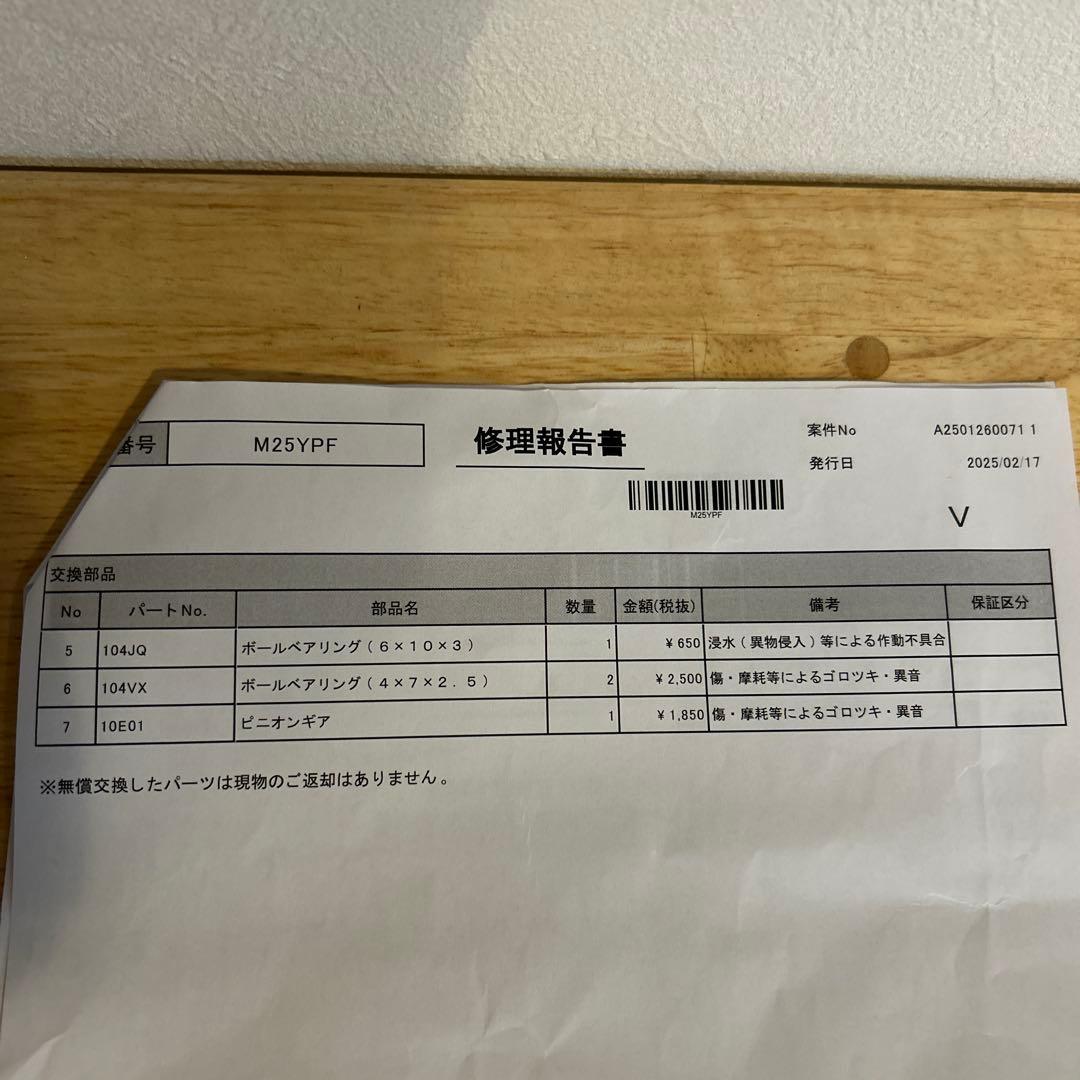 番号 M25YPF 修理報告書 案件No A2501260071 1
発行日 2025/02/17
M25YPF
V
交換部品
No パートNo. 部品名 数量 金額(税抜) 備考 保証区分
5 104JQ ボールベアリング(6×10×3) 1 ¥650 浸水(異物侵入)等による作動不具合
6 104VX ボールベアリング(4×7×2.5) 2 ¥2,500 傷・摩耗等によるゴロツキ・異音
7 10E01 ピニオンギア 1 ¥1,850 傷・摩耗等によるゴロツキ・異音
※無償交換したパーツは現物のご返却はありません。